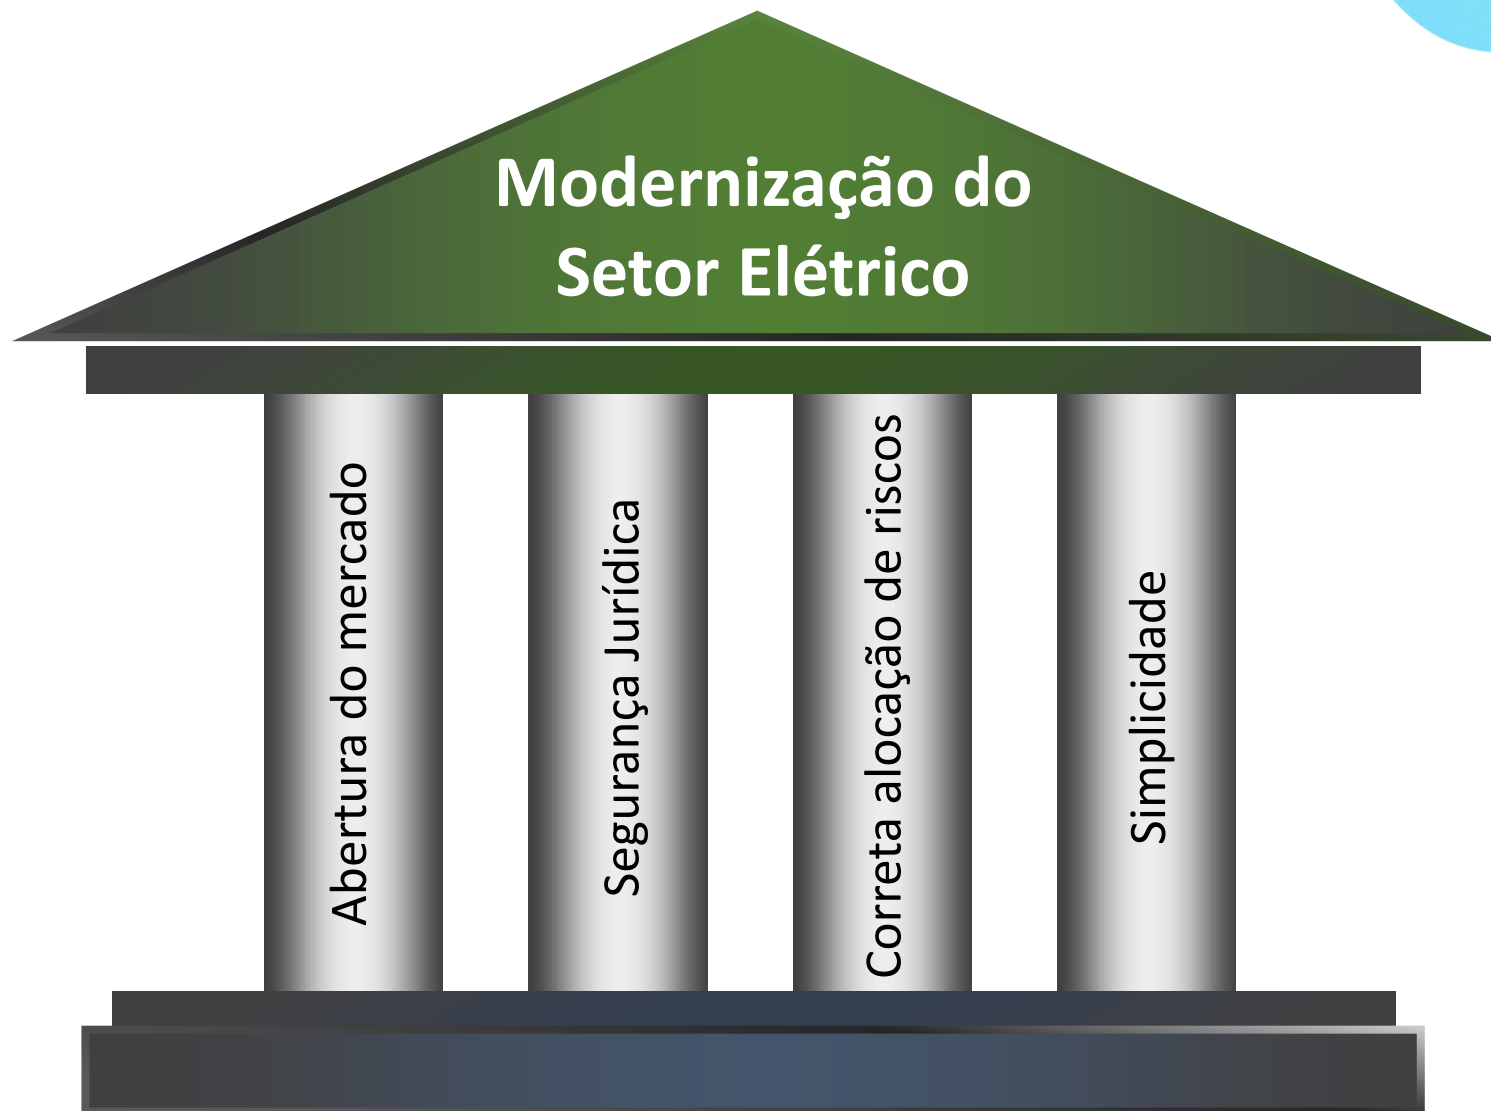 Modernização do
Setor Elétrico
Abertura do mercado
Segurança Jurídica
Correta alocação de riscos
Simplicidade